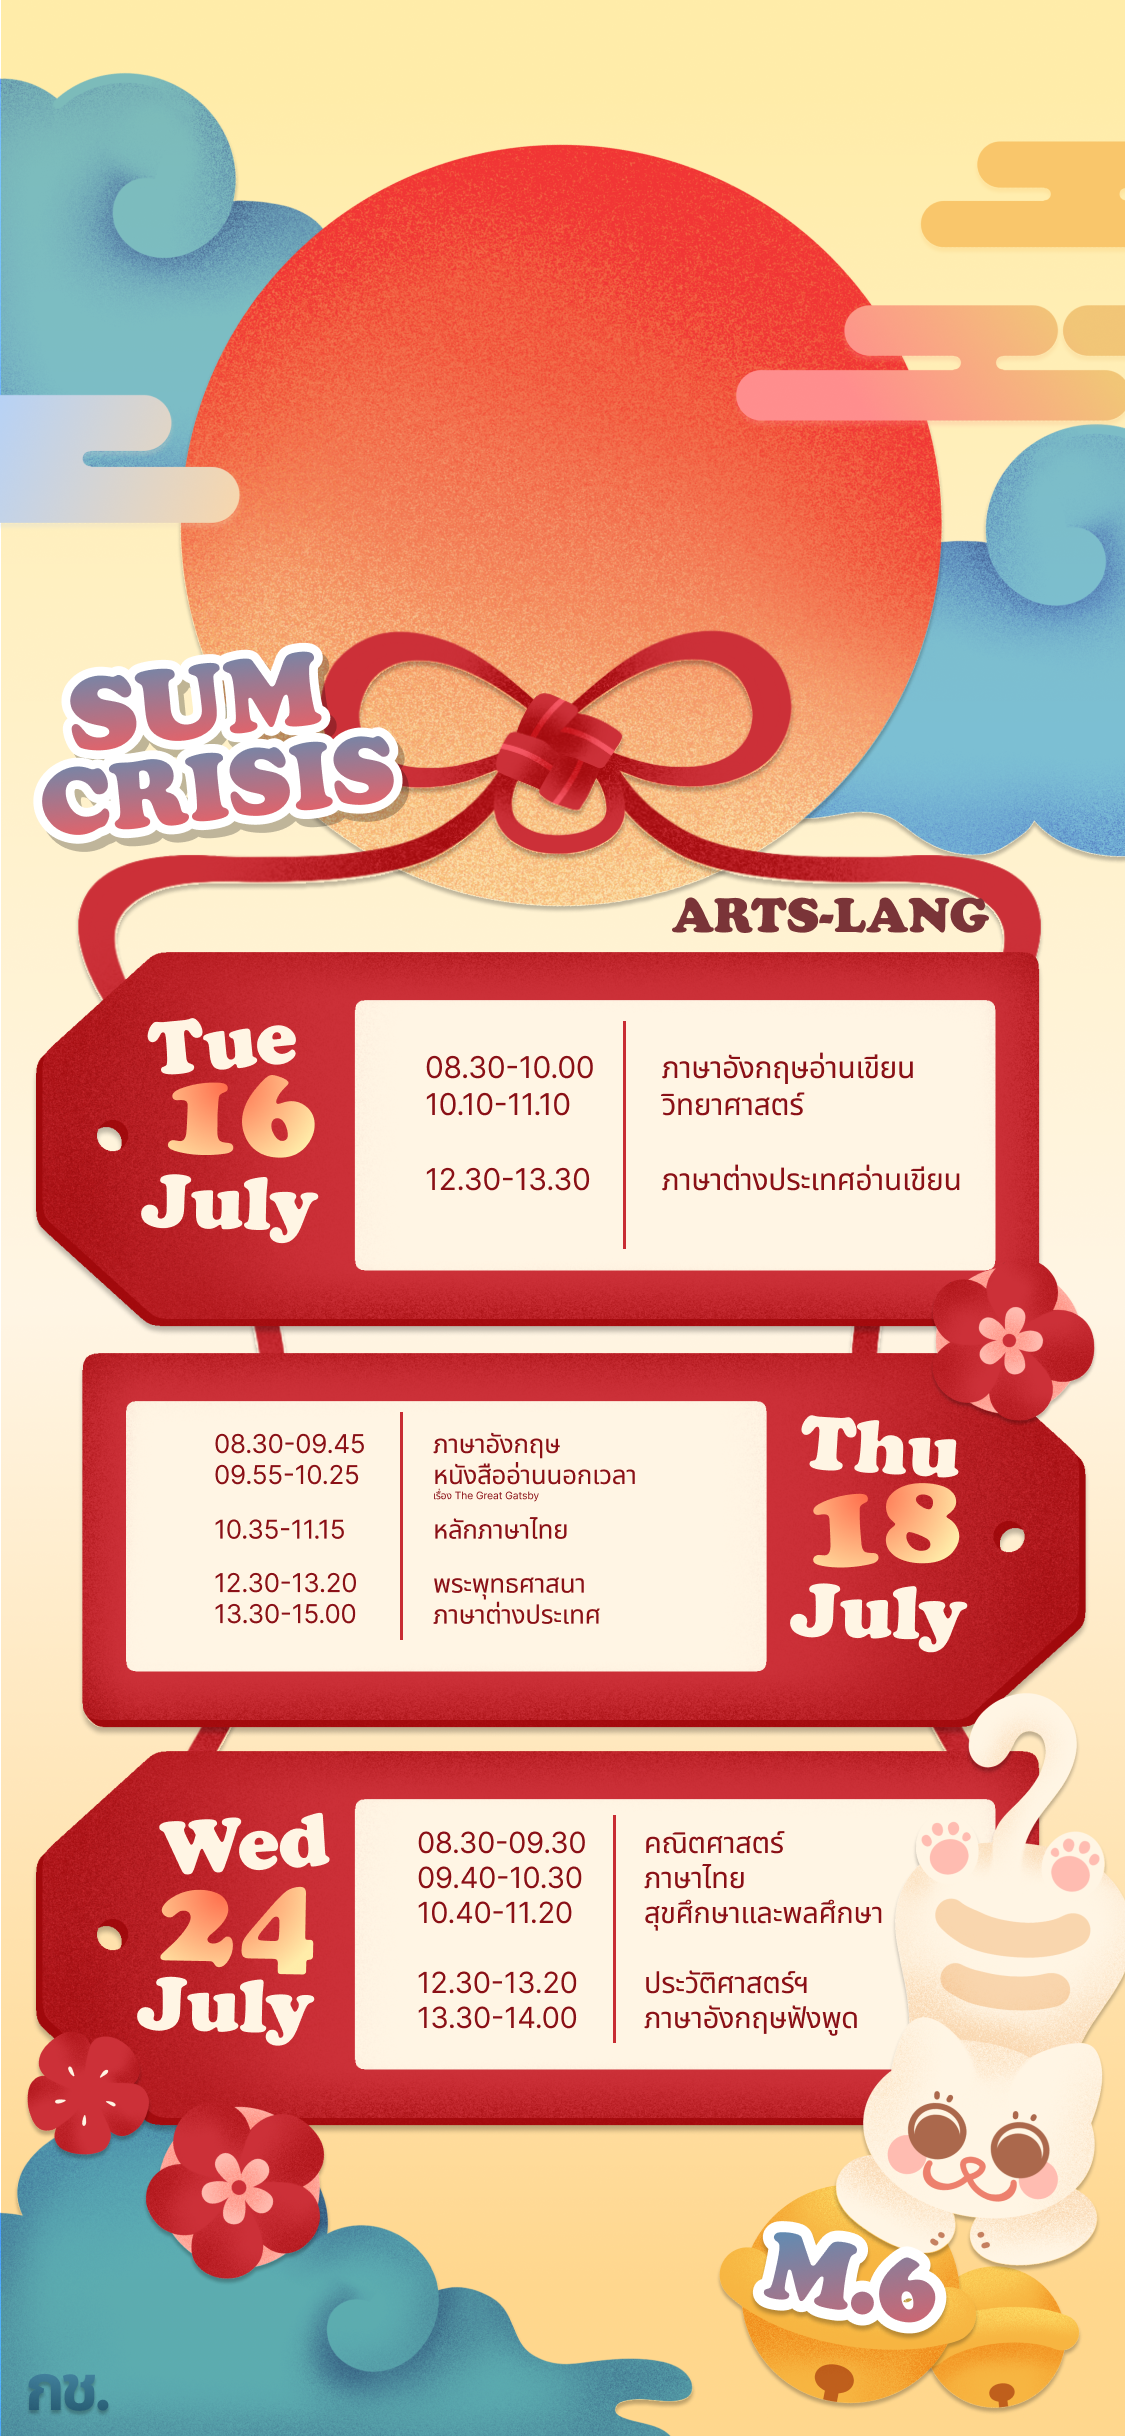 SUM
CRISIS
ARTS-LANG
Tue
16
July
08.30-10.00 ภาษาอังกฤษอ่านเขียน
10.10-11.10 วิทยาศาสตร์
12.30-13.30 ภาษาต่างประเทศอ่านเขียน
08.30-09.45 ภาษาอังกฤษ
09.55-10.25 หนังสืออ่านนอกเวลา
เรื่อง The Great Gatsby
10.35-11.15 หลักภาษาไทย
12.30-13.20 พระพุทธศาสนา
13.30-15.00 ภาษาต่างประเทศ
Thu
18
July
Wed
24
July
08.30-09.30 คณิตศาสตร์
09.40-10.30 ภาษาไทย
10.40-11.20 สุขศึกษาและพลศึกษา
12.30-13.20 ประวัติศาสตร์ฯ
13.30-14.00 ภาษาอังกฤษฟังพูด
M.6
กช.